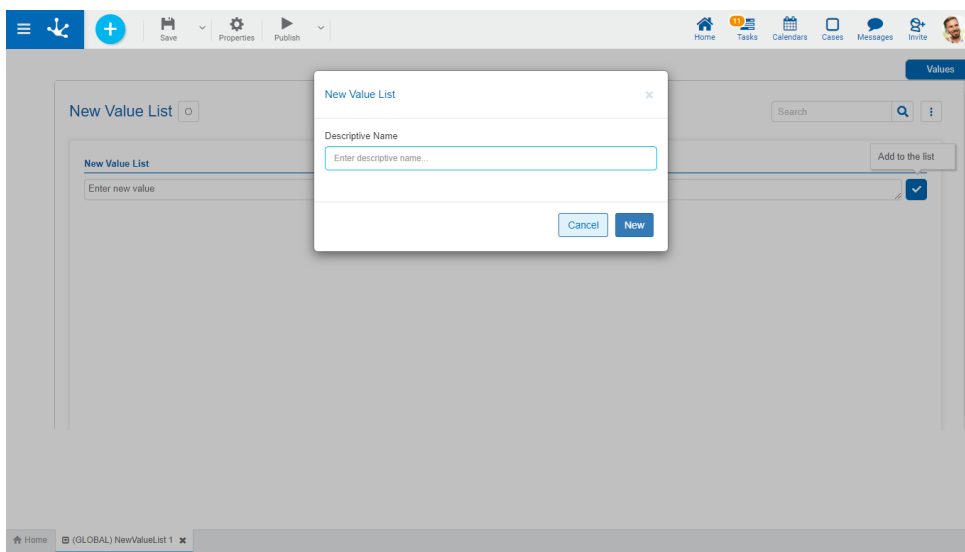 Save
Properties
Publish
Home
11
Tasks
Calendars
Cases
Messages
Invite
Values
New Value List
Search
New Value List
Descriptive Name
Enter descriptive name...
Cancel
New
New Value List
Add to the list
Enter new value
Home
(GLOBAL) NewValueList 1